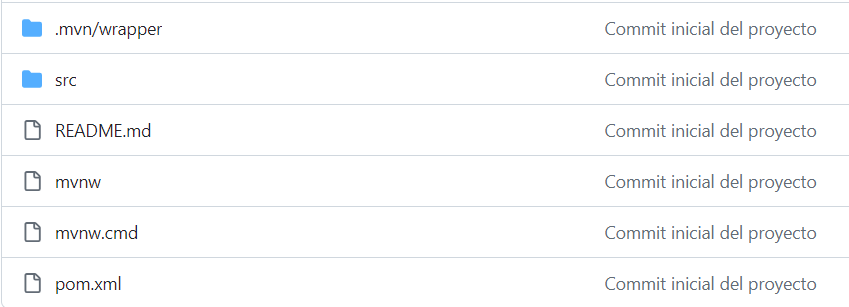 .mvn/wrapper Commit inicial del proyecto
src Commit inicial del proyecto
README.md Commit inicial del proyecto
mvnw Commit inicial del proyecto
mvnw.cmd Commit inicial del proyecto
pom.xml Commit inicial del proyecto